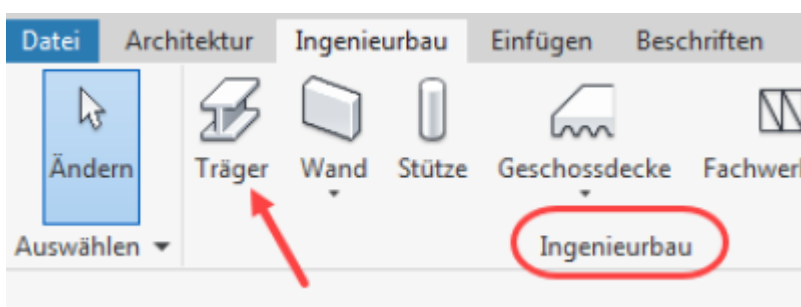 Datei Architektur Ingenieurbau Einfügen Beschriften
Ändern Träger Wand Stütze Geschossdecke
Auswählen Ingenieurbau